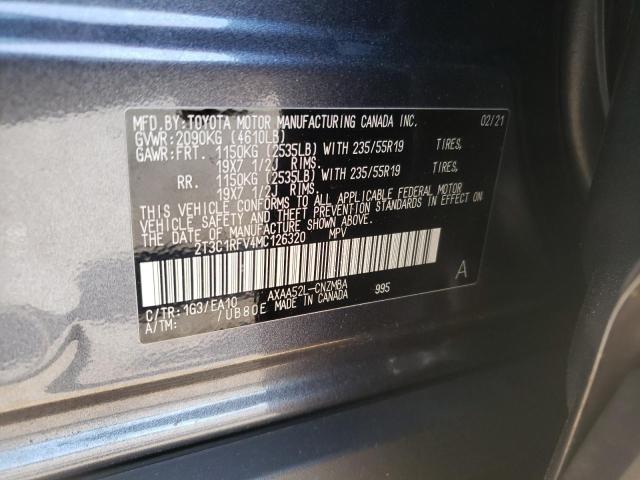 MFD.BY:TOYOTA MOTOR MANUFACTURING CANADA INC. 02/21
GVWR:2090KG (4610LB)
GAWR:FRT. 1150KG (2535LB) WITH 235/55R19 TIRES,
19X7 1/2J RIMS.
RR. 1150KG (2535LB) WITH 235/55R19 TIRES,
19X7 1/2J RIMS.
THIS VEHICLE CONFORMS TO ALL APPLICABLE FEDERAL MOTOR
VEHICLE SAFETY AND THEFT PREVENTION STANDARDS IN EFFECT ON
THE DATE OF MANUFACTURE SHOWN ABOVE.
2T3C1RFV4MC126320 MPV
A
C/TR:1G3/EA10 AXAA52L-CNZMBA 995
A/TM: /UB80E MADE IN CANADA